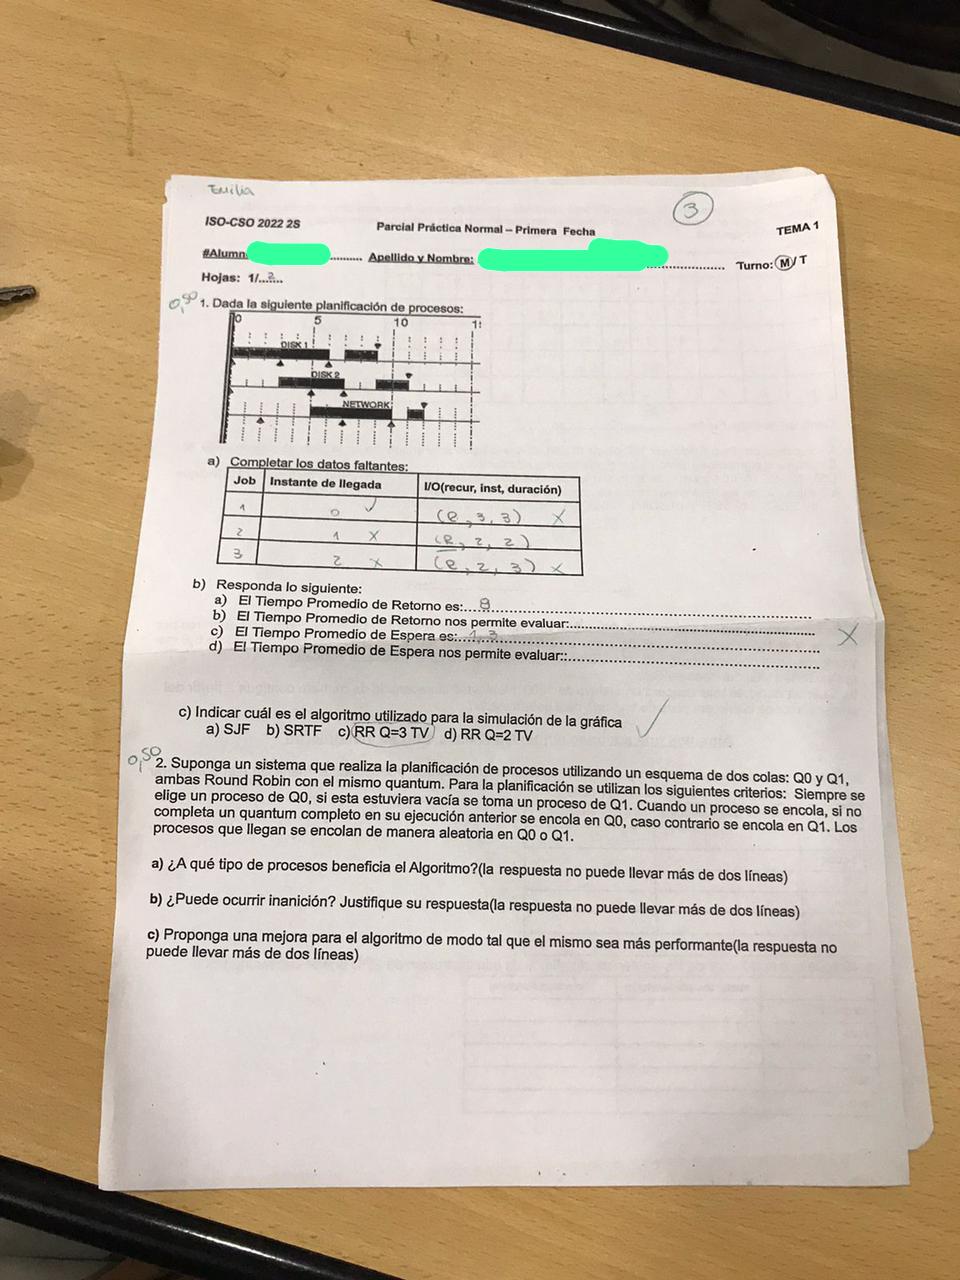 Emilia
3
ISO-CSO 2022 2S Parcial Práctica Normal – Primera Fecha TEMA 1
#Alumn .......... Apellido y Nombre: .................... Turno: M / T
Hojas: 1/...2...
0,50 1. Dada la siguiente planificación de procesos:
0 5 10
DISK 1
DISK 2
NETWORK
a) Completar los datos faltantes:
Job Instante de llegada I/O(recur, inst, duración)
1 0 ✓ (R, 3, 3) X
2 1 X (R, 2, 2)
3 2 X (R, 2, 3) X
b) Responda lo siguiente:
a) El Tiempo Promedio de Retorno es:...8......................
b) El Tiempo Promedio de Retorno nos permite evaluar:......................
c) El Tiempo Promedio de Espera es:...1.3...................... X
d) El Tiempo Promedio de Espera nos permite evaluar::......................
c) Indicar cuál es el algoritmo utilizado para la simulación de la gráfica ✓
a) SJF b) SRTF c) RR Q=3 TV d) RR Q=2 TV
0,50 2. Suponga un sistema que realiza la planificación de procesos utilizando un esquema de dos colas: Q0 y Q1,
ambas Round Robin con el mismo quantum. Para la planificación se utilizan los siguientes criterios: Siempre se
elige un proceso de Q0, si esta estuviera vacía se toma un proceso de Q1. Cuando un proceso se encola, si no
completa un quantum completo en su ejecución anterior se encola en Q0, caso contrario se encola en Q1. Los
procesos que llegan se encolan de manera aleatoria en Q0 o Q1.
a) ¿A qué tipo de procesos beneficia el Algoritmo?(la respuesta no puede llevar más de dos líneas)
b) ¿Puede ocurrir inanición? Justifique su respuesta(la respuesta no puede llevar más de dos líneas)
c) Proponga una mejora para el algoritmo de modo tal que el mismo sea más performante(la respuesta no
puede llevar más de dos líneas)